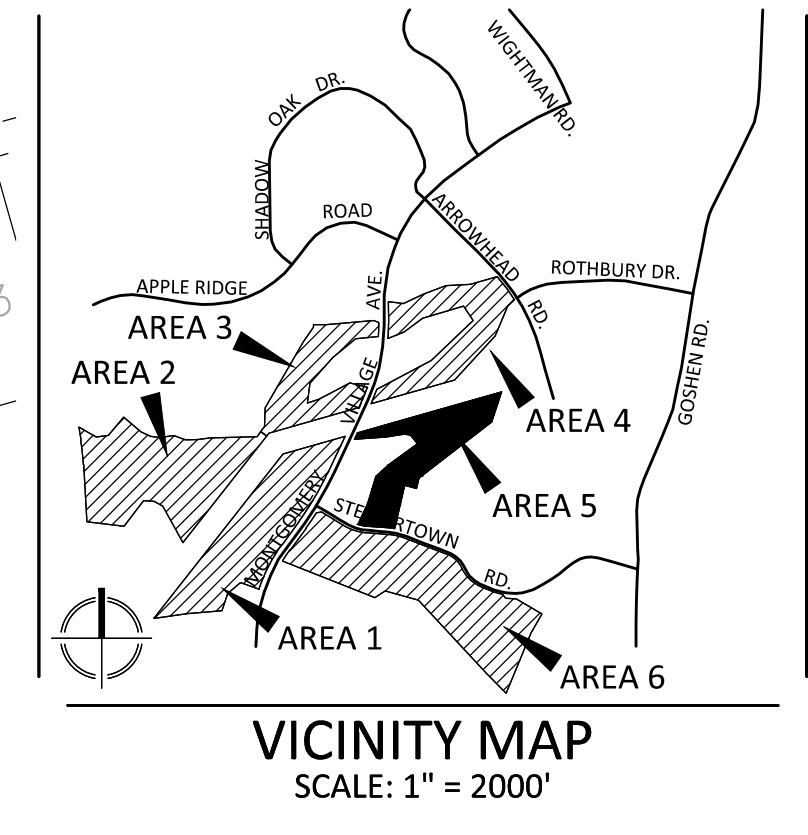 WIGHTMAN RD.
OAK DR.
SHADOW
ROAD
APPLE RIDGE
ARROWHEAD
RD.
ROTHBURY DR.
GOSHEN RD.
AVE.
VILLAGE
MONTGOMERY
AREA 3
AREA 2
AREA 4
AREA 5
RTOWN
RD.
AREA 1
AREA 6
VICINITY MAP
SCALE: 1" = 2000'